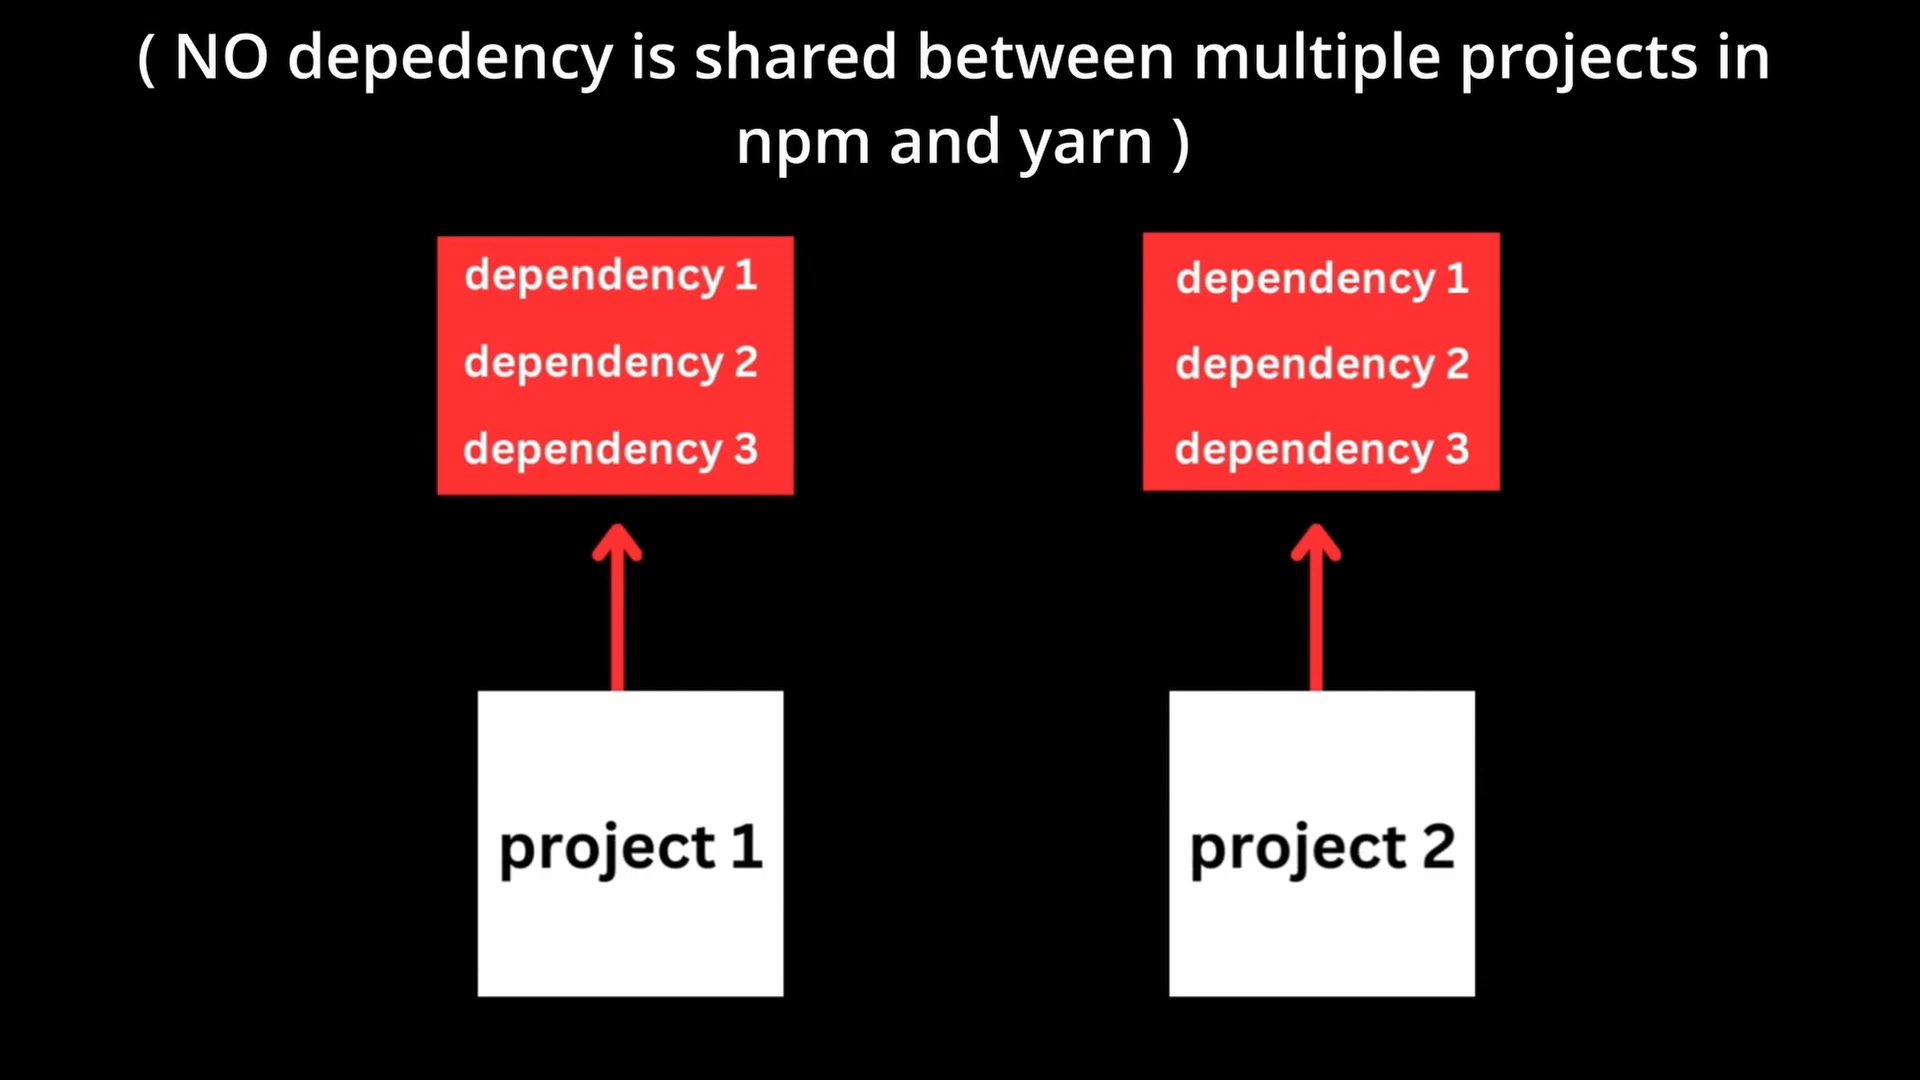 ( NO depedency is shared between multiple projects in
npm and yarn )
dependency 1
dependency 2
dependency 3
dependency 1
dependency 2
dependency 3
project 1
project 2